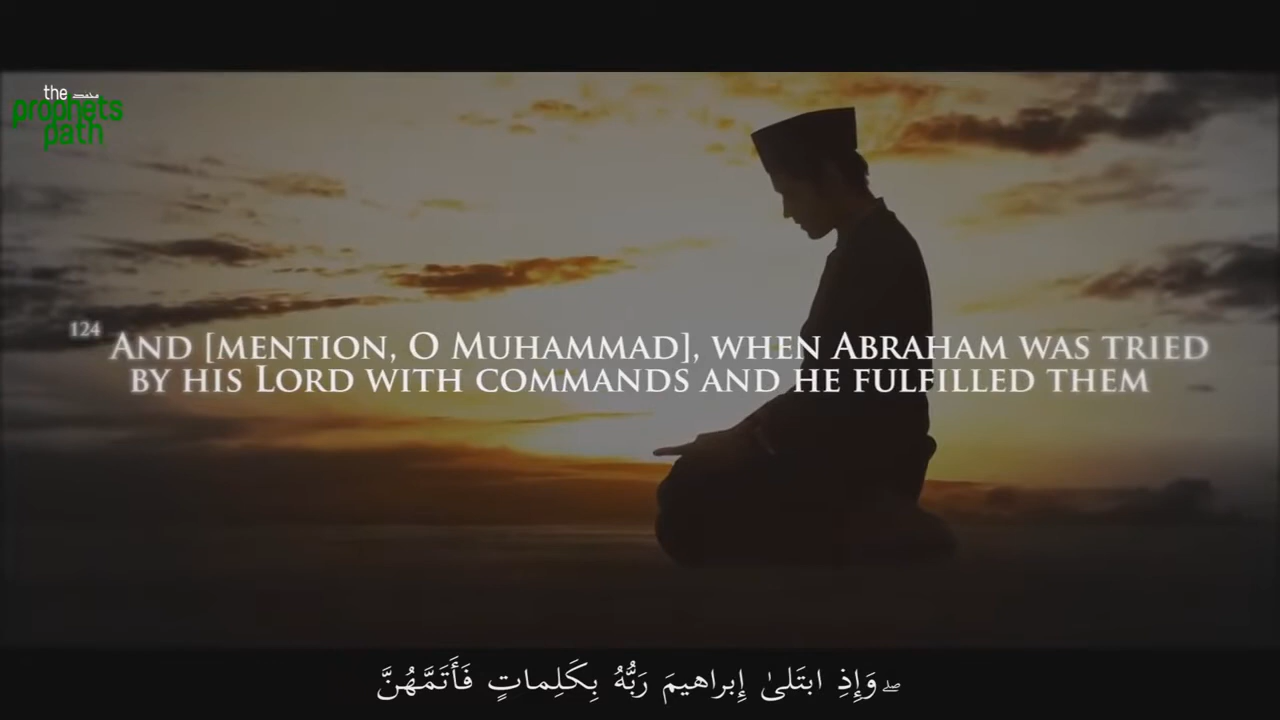 the محمد
prophets
path
124 And [mention, O Muhammad], when Abraham was tried
by his Lord with commands and he fulfilled them
وَإِذِ ابتَلىٰ إِبراهيمَ رَبُّهُ بِكَلِماتٍ فَأَتَمَّهُنَّ ۖ